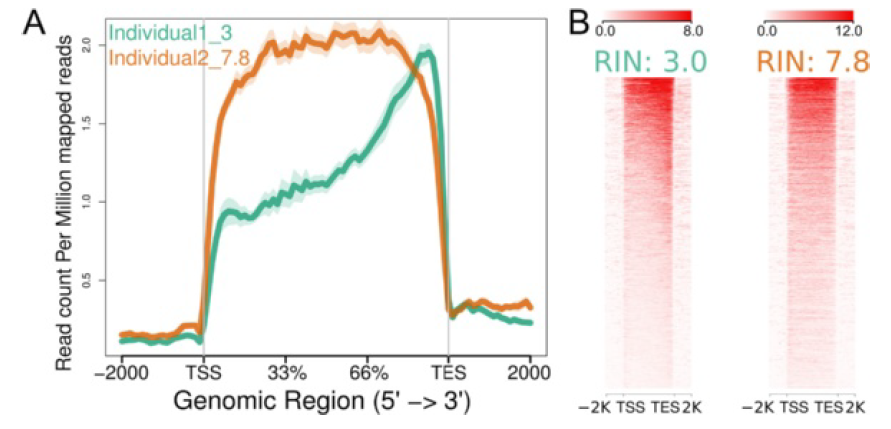 A
Individual1_3
Individual2_7.8
Read count Per Million mapped reads
2.0
1.5
1.0
0.5
−2000 TSS 33% 66% TES 2000
Genomic Region (5' −> 3')
B
0.0 8.0
0.0 12.0
RIN: 3.0
RIN: 7.8
−2K TSS TES 2K
−2K TSS TES 2K